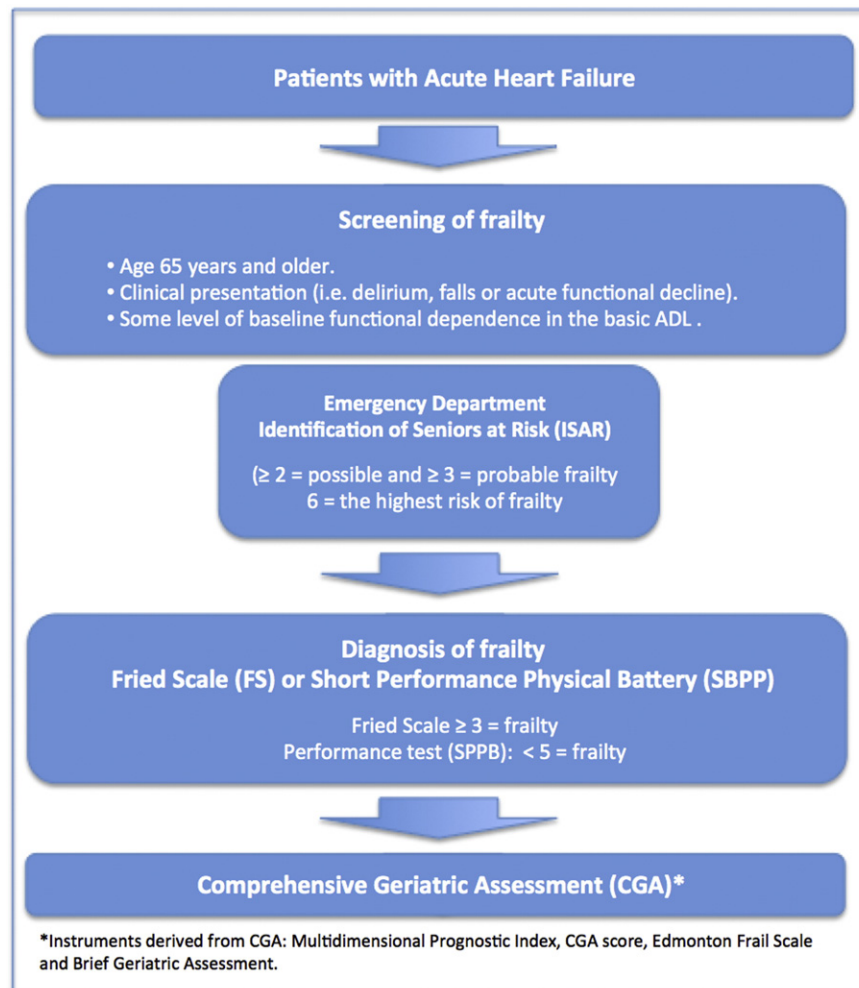 Patients with Acute Heart Failure
Screening of frailty
• Age 65 years and older.
• Clinical presentation (i.e. delirium, falls or acute functional decline).
• Some level of baseline functional dependence in the basic ADL .
Emergency Department
Identification of Seniors at Risk (ISAR)
(≥ 2 = possible and ≥ 3 = probable frailty
6 = the highest risk of frailty
Diagnosis of frailty
Fried Scale (FS) or Short Performance Physical Battery (SBPP)
Fried Scale ≥ 3 = frailty
Performance test (SPPB):  < 5 = frailty
Comprehensive Geriatric Assessment (CGA)*
*Instruments derived from CGA: Multidimensional Prognostic Index, CGA score, Edmonton Frail Scale
and Brief Geriatric Assessment.